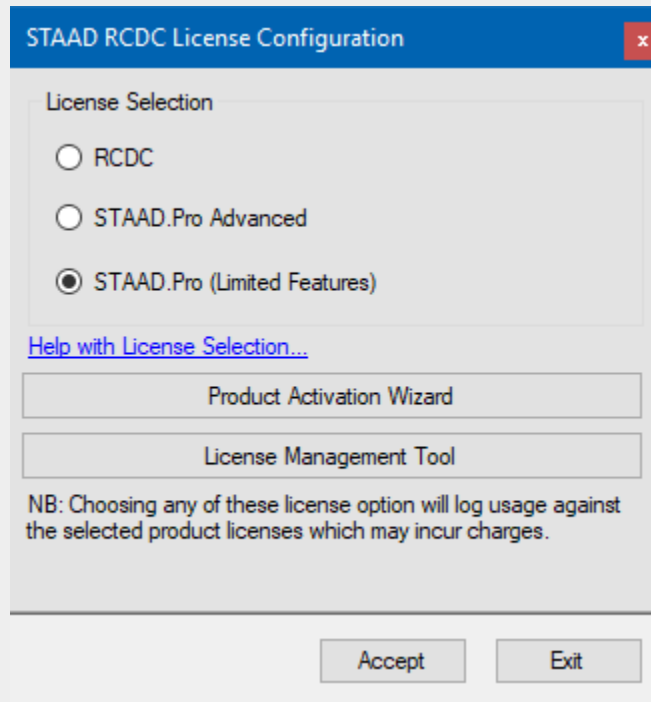 STAAD RCDC License Configuration
x
License Selection
RCDC
STAAD.Pro Advanced
STAAD.Pro (Limited Features)
Help with License Selection...
Product Activation Wizard
License Management Tool
NB: Choosing any of these license option will log usage against
the selected product licenses which may incur charges.
Accept
Exit